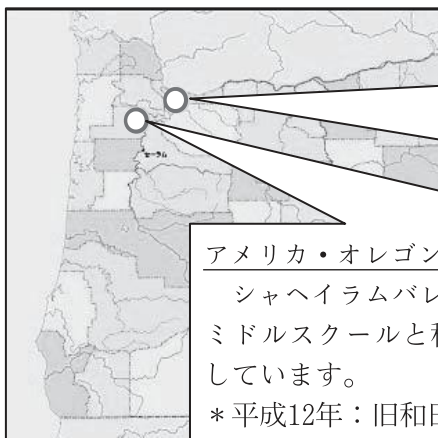 セーラム
アメリカ・オレゴン
シャヘイラムバレ
ミドルスクールと
しています。
＊平成12年：旧和